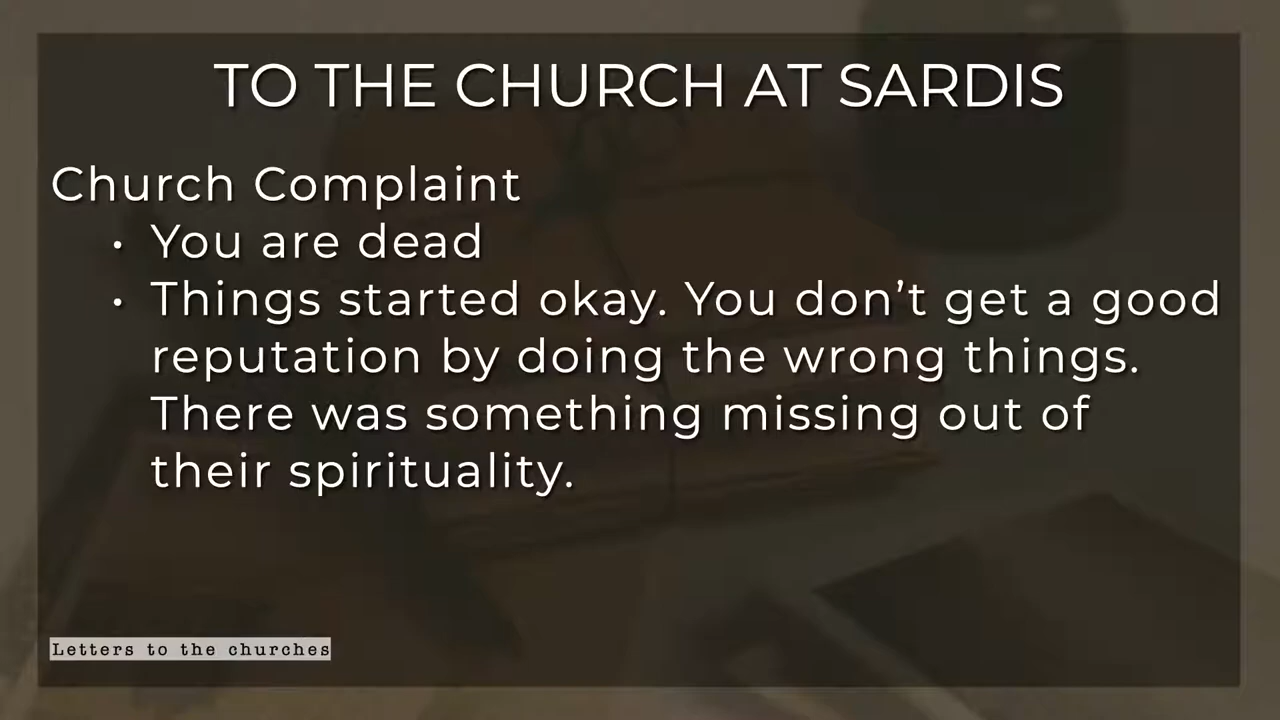 TO THE CHURCH AT SARDIS
Church Complaint
• You are dead
• Things started okay. You don’t get a good
reputation by doing the wrong things.
There was something missing out of
their spirituality.
Letters to the churches